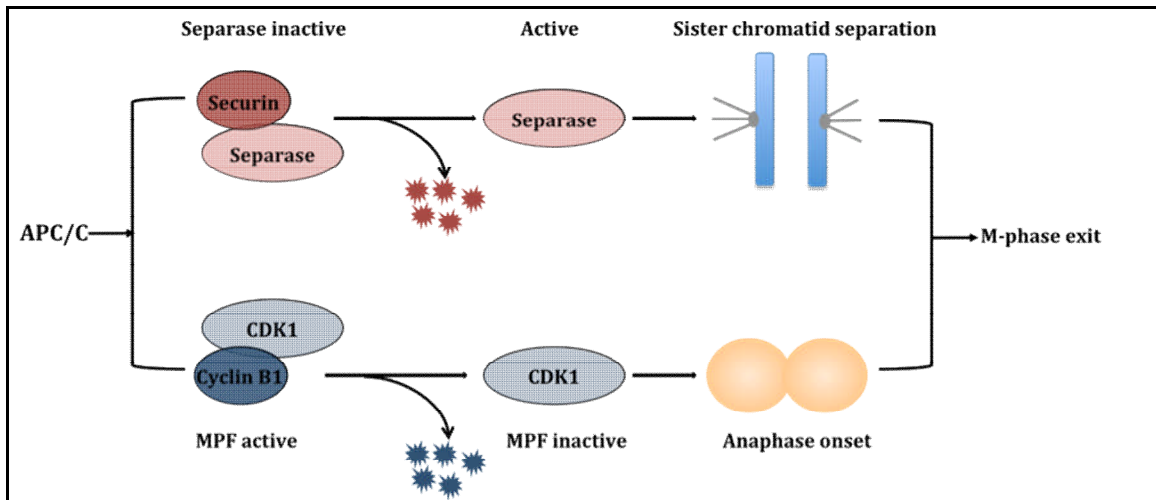 Separase inactive
Active
Sister chromatid separation
Securin
Separase
Separase
APC/C
M-phase exit
CDK1
Cyclin B1
CDK1
MPF active
MPF inactive
Anaphase onset